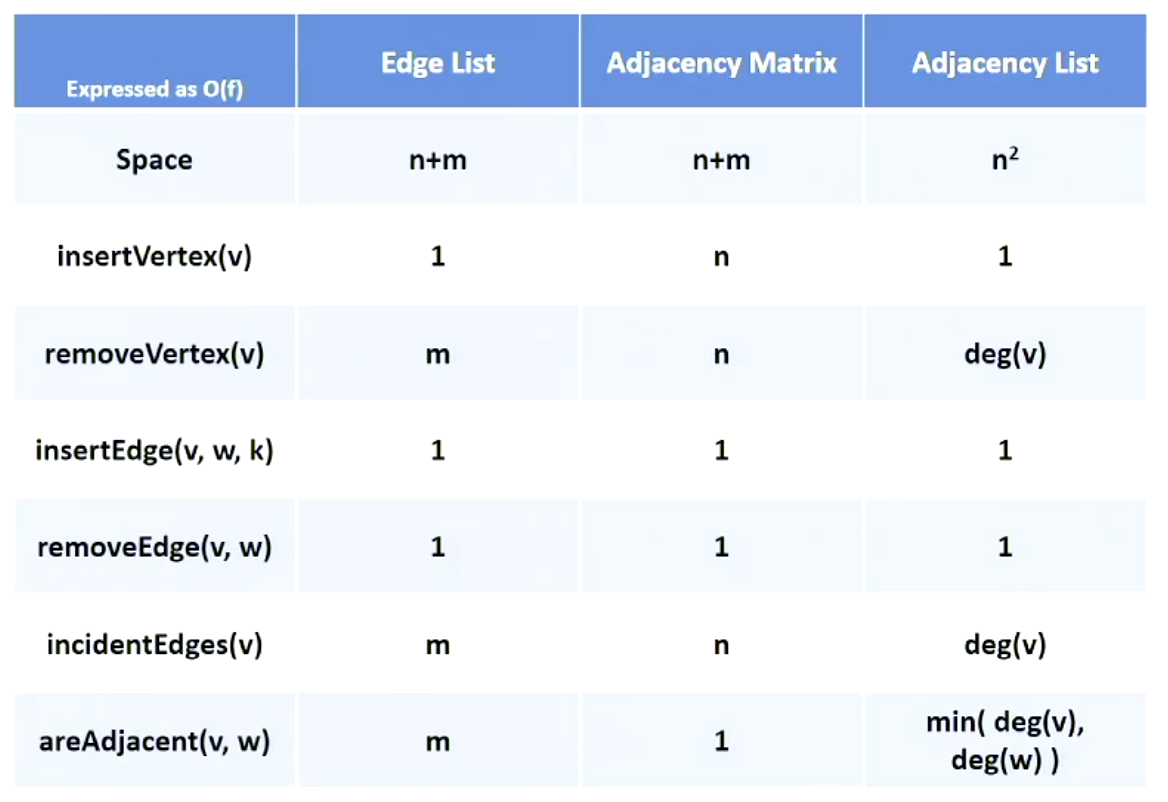 Expressed as O(f) Edge List Adjacency Matrix Adjacency List
Space n+m n+m n²
insertVertex(v) 1 n 1
removeVertex(v) m n deg(v)
insertEdge(v, w, k) 1 1 1
removeEdge(v, w) 1 1 1
incidentEdges(v) m n deg(v)
areAdjacent(v, w) m 1 min( deg(v),
deg(w) )